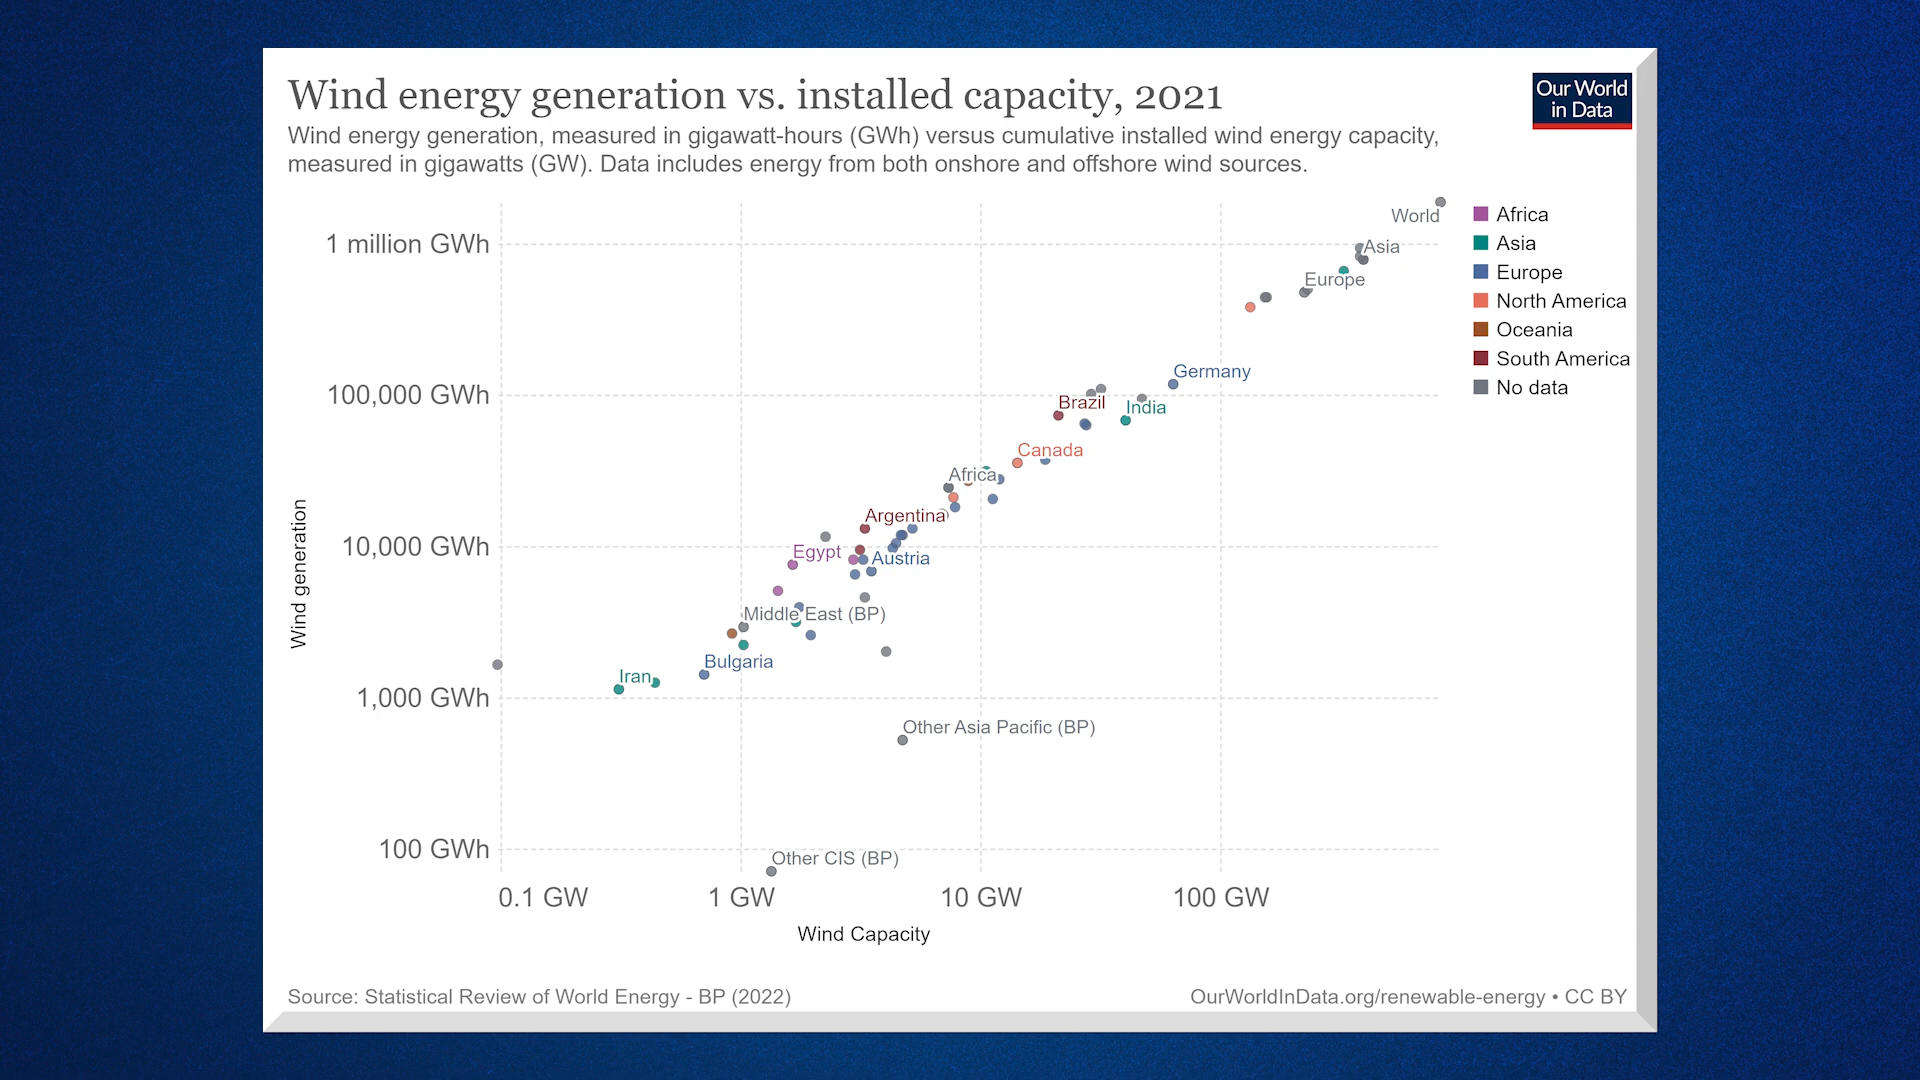 Wind energy generation vs. installed capacity, 2021
Our World
in Data
Wind energy generation, measured in gigawatt-hours (GWh) versus cumulative installed wind energy capacity,
measured in gigawatts (GW). Data includes energy from both onshore and offshore wind sources.
World
Africa
Asia
Europe
North America
Oceania
South America
No data
1 million GWh
Asia
Europe
Germany
100,000 GWh
Brazil
India
Canada
Africa
Argentina
10,000 GWh
Egypt
Austria
Middle East (BP)
Bulgaria
Iran
1,000 GWh
Other Asia Pacific (BP)
100 GWh
Other CIS (BP)
Wind generation
0.1 GW
1 GW
10 GW
100 GW
Wind Capacity
Source: Statistical Review of World Energy - BP (2022)
OurWorldInData.org/renewable-energy • CC BY